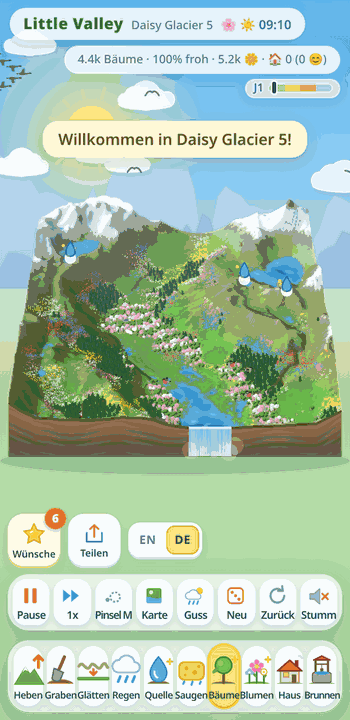 Little Valley Daisy Glacier 5 🌸 ☀️ 09:10
4.4k Bäume · 100% froh · 5.2k 🌼 · 🏠 0 (0 😊)
J1
Willkommen in Daisy Glacier 5!
6
Wünsche Teilen EN DE
Pause 1x Pinsel M Karte Guss Neu Zurück Stumm
Heben Graben Glätten Regen Quelle Saugen Bäume Blumen Haus Brunnen